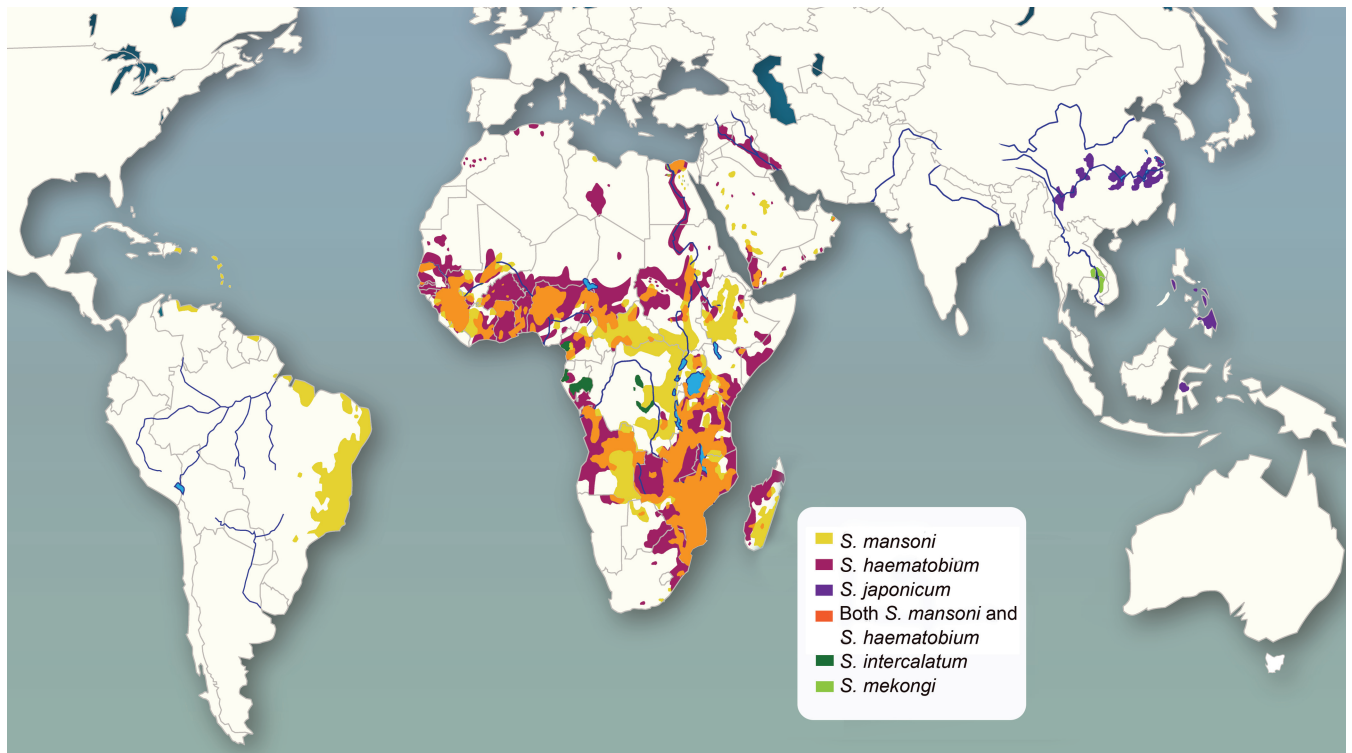 S. mansoni
S. haematobium
S. japonicum
Both S. mansoni and
S. haematobium
S. intercalatum
S. mekongi